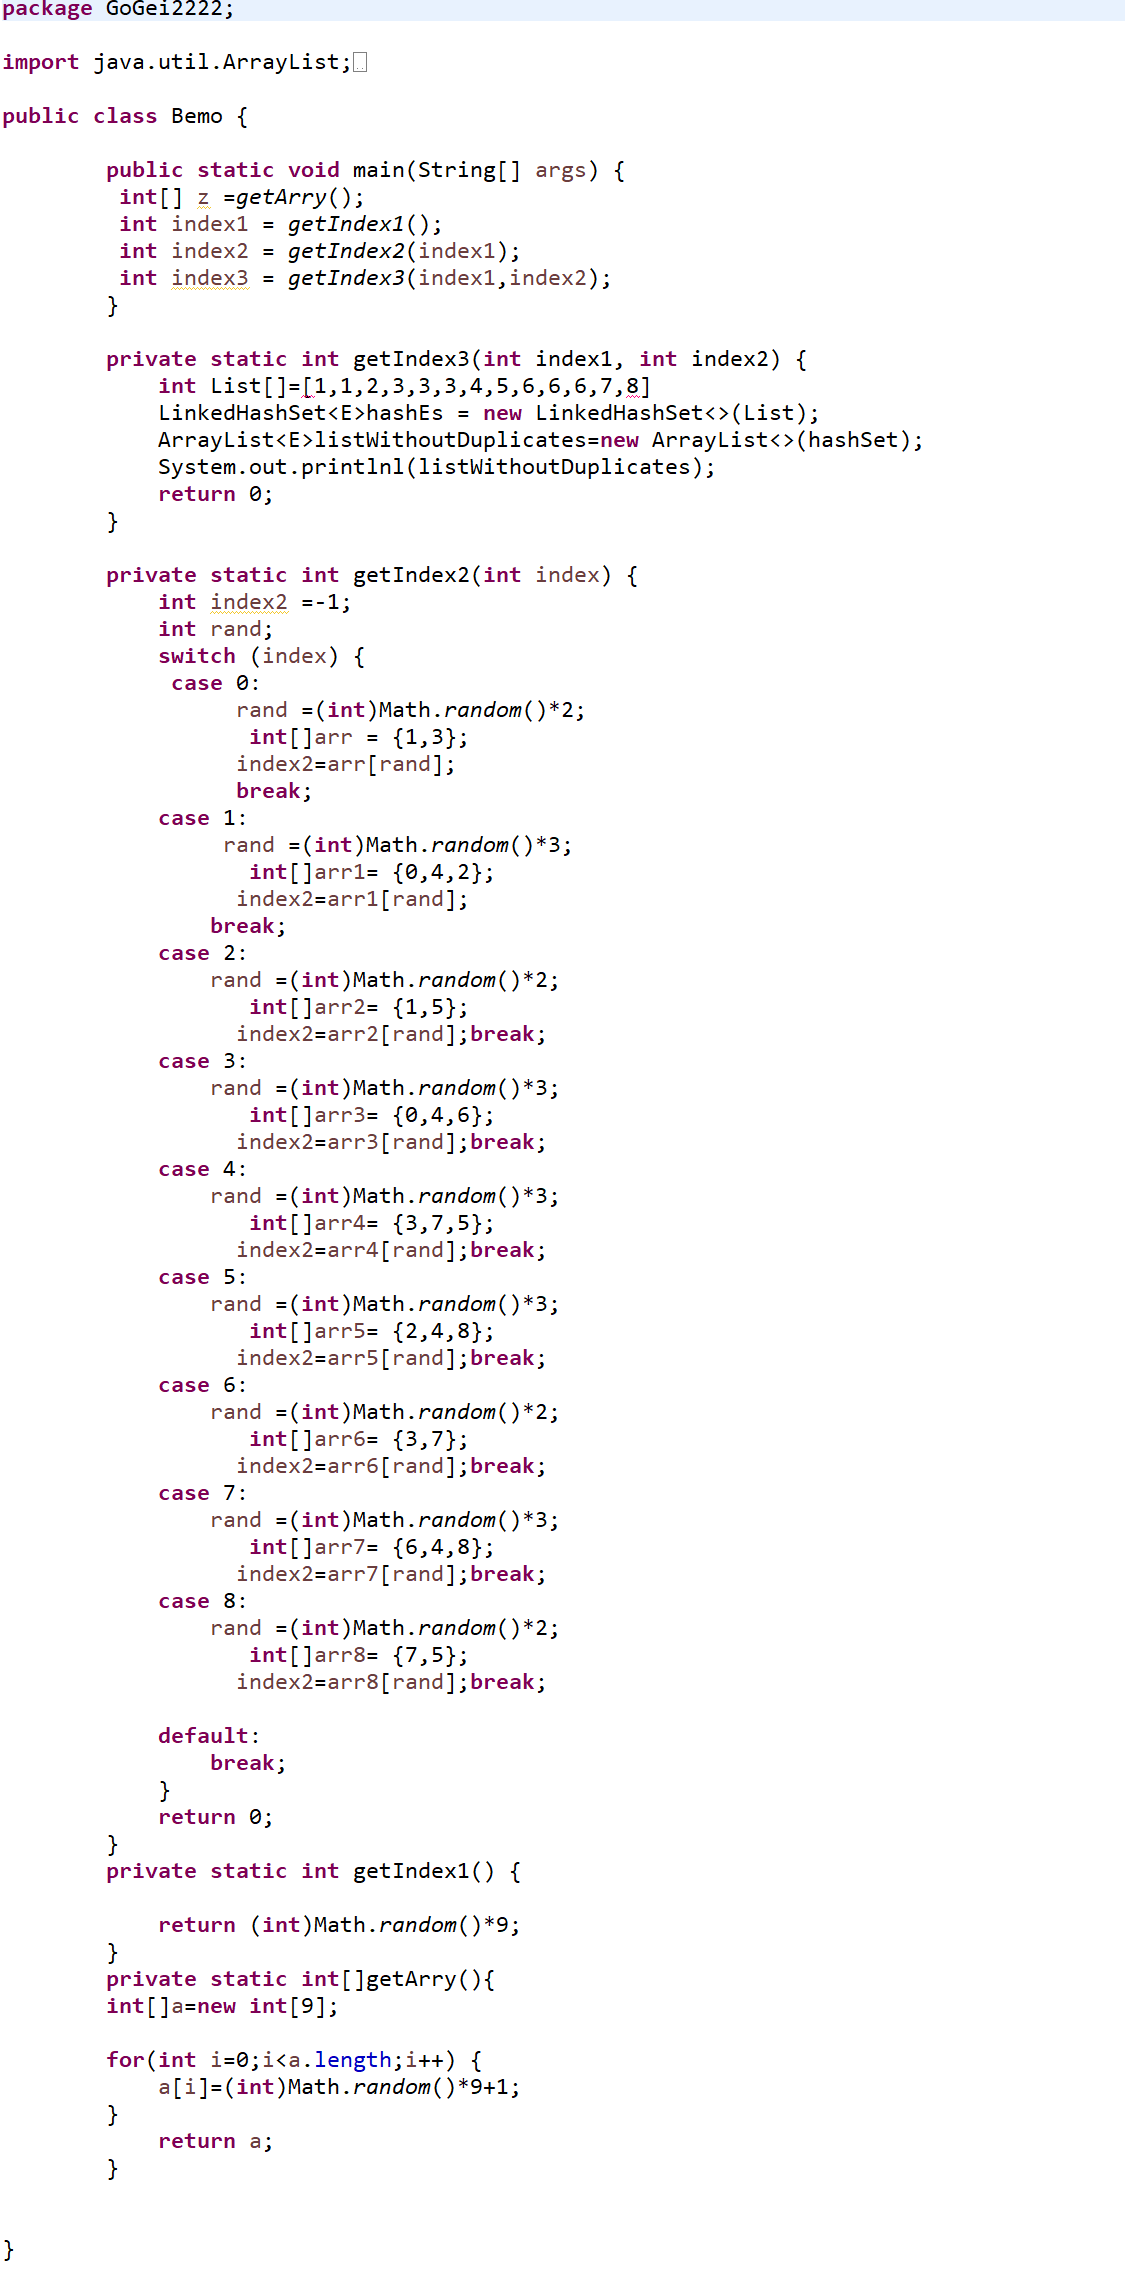 package GoGei2222;
import java.util.ArrayList;
public class Bemo {
public static void main(String[] args) {
int[] z =getArry();
int index1 = getIndex1();
int index2 = getIndex2(index1);
int index3 = getIndex3(index1,index2);
}
private static int getIndex3(int index1, int index2) {
int List[]=[1,1,2,3,3,3,4,5,6,6,6,7,8]
LinkedHashSet<E>hashEs = new LinkedHashSet<>(List);
ArrayList<E>listWithoutDuplicates=new ArrayList<>(hashSet);
System.out.printlnl(listWithoutDuplicates);
return 0;
}
private static int getIndex2(int index) {
int index2 =-1;
int rand;
switch (index) {
case 0:
rand =(int)Math.random()*2;
int[]arr = {1,3};
index2=arr[rand];
break;
case 1:
rand =(int)Math.random()*3;
int[]arr1= {0,4,2};
index2=arr1[rand];
break;
case 2:
rand =(int)Math.random()*2;
int[]arr2= {1,5};
index2=arr2[rand];break;
case 3:
rand =(int)Math.random()*3;
int[]arr3= {0,4,6};
index2=arr3[rand];break;
case 4:
rand =(int)Math.random()*3;
int[]arr4= {3,7,5};
index2=arr4[rand];break;
case 5:
rand =(int)Math.random()*3;
int[]arr5= {2,4,8};
index2=arr5[rand];break;
case 6:
rand =(int)Math.random()*2;
int[]arr6= {3,7};
index2=arr6[rand];break;
case 7:
rand =(int)Math.random()*3;
int[]arr7= {6,4,8};
index2=arr7[rand];break;
case 8:
rand =(int)Math.random()*2;
int[]arr8= {7,5};
index2=arr8[rand];break;
default:
break;
}
return 0;
}
private static int getIndex1() {
return (int)Math.random()*9;
}
private static int[]getArry(){
int[]a=new int[9];
for(int i=0;i<a.length;i++) {
a[i]=(int)Math.random()*9+1;
}
return a;
}
}